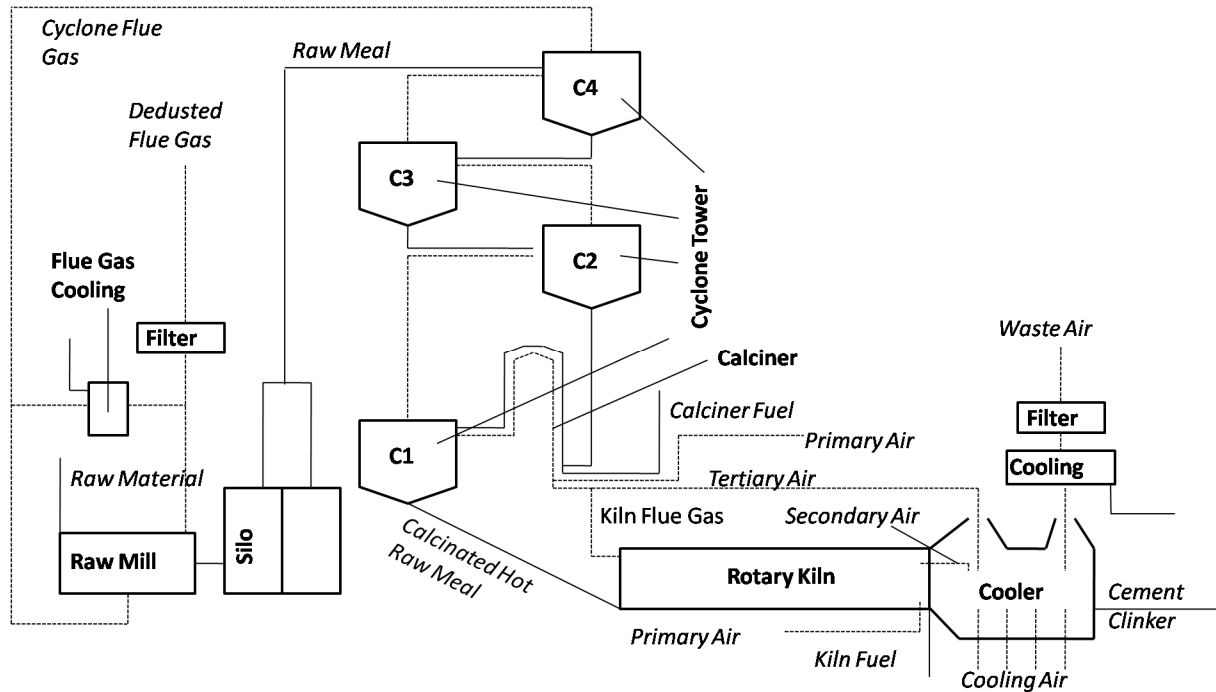 Cyclone Flue
Gas
Raw Meal
C4
Dedusted
Flue Gas
C3
Cyclone Tower
Flue Gas
Cooling
C2
Filter
Waste Air
Calciner
Calciner Fuel
Filter
Primary Air
C1
Cooling
Raw Material
Tertiary Air
Kiln Flue Gas
Secondary Air
Silo
Calcinated Hot
Raw Meal
Raw Mill
Rotary Kiln
Cooler
Cement
Clinker
Primary Air
Kiln Fuel
Cooling Air